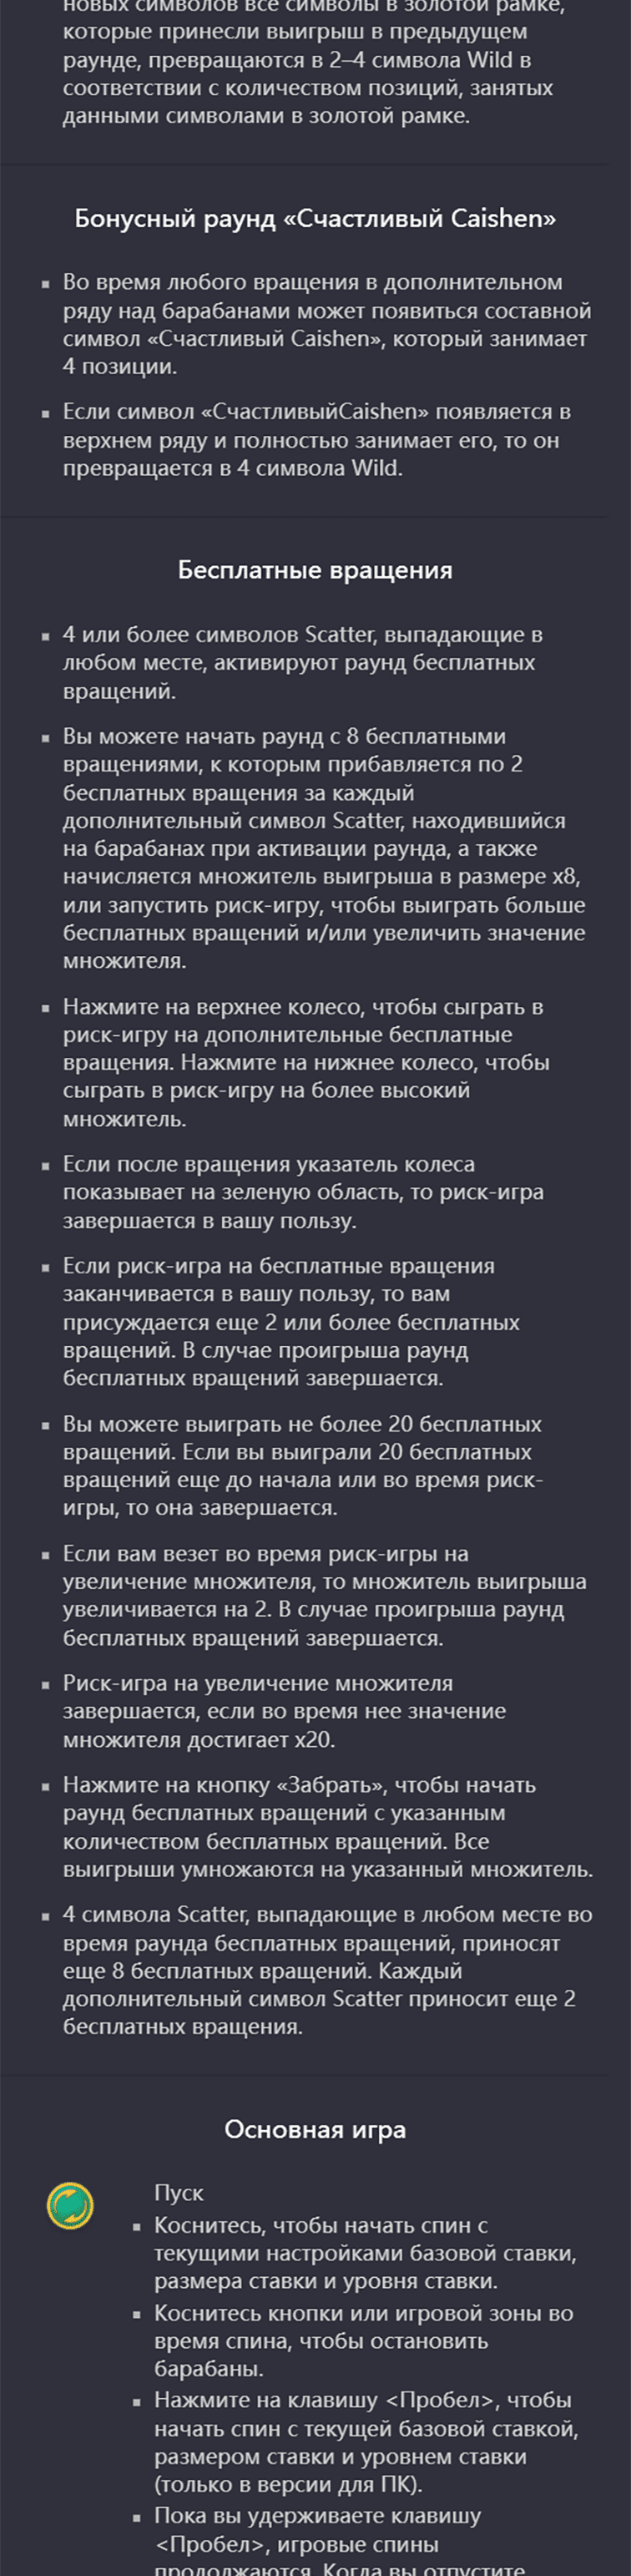 новых символов все символы в золотой рамке,
которые принесли выигрыш в предыдущем
раунде, превращаются в 2–4 символа Wild в
соответствии с количеством позиций, занятых
данными символами в золотой рамке.
Бонусный раунд «Счастливый Caishen»
Во время любого вращения в дополнительном
ряду над барабанами может появиться составной
символ «Счастливый Caishen», который занимает
4 позиции.
Если символ «СчастливыйCaishen» появляется в
верхнем ряду и полностью занимает его, то он
превращается в 4 символа Wild.
Бесплатные вращения
4 или более символов Scatter, выпадающие в
любом месте, активируют раунд бесплатных
вращений.
Вы можете начать раунд с 8 бесплатными
вращениями, к которым прибавляется по 2
бесплатных вращения за каждый
дополнительный символ Scatter, находившийся
на барабанах при активации раунда, а также
начисляется множитель выигрыша в размере x8,
или запустить риск-игру, чтобы выиграть больше
бесплатных вращений и/или увеличить значение
множителя.
Нажмите на верхнее колесо, чтобы сыграть в
риск-игру на дополнительные бесплатные
вращения. Нажмите на нижнее колесо, чтобы
сыграть в риск-игру на более высокий
множитель.
Если после вращения указатель колеса
показывает на зеленую область, то риск-игра
завершается в вашу пользу.
Если риск-игра на бесплатные вращения
заканчивается в вашу пользу, то вам
присуждается еще 2 или более бесплатных
вращений. В случае проигрыша раунд
бесплатных вращений завершается.
Вы можете выиграть не более 20 бесплатных
вращений. Если вы выиграли 20 бесплатных
вращений еще до начала или во время риск-
игры, то она завершается.
Если вам везет во время риск-игры на
увеличение множителя, то множитель выигрыша
увеличивается на 2. В случае проигрыша раунд
бесплатных вращений завершается.
Риск-игра на увеличение множителя
завершается, если во время нее значение
множителя достигает x20.
Нажмите на кнопку «Забрать», чтобы начать
раунд бесплатных вращений с указанным
количеством бесплатных вращений. Все
выигрыши умножаются на указанный множитель.
4 символа Scatter, выпадающие в любом месте во
время раунда бесплатных вращений, приносят
еще 8 бесплатных вращений. Каждый
дополнительный символ Scatter приносит еще 2
бесплатных вращения.
Основная игра
Пуск
Коснитесь, чтобы начать спин с
текущими настройками базовой ставки,
размера ставки и уровня ставки.
Коснитесь кнопки или игровой зоны во
время спина, чтобы остановить
барабаны.
Нажмите на клавишу <Пробел>, чтобы
начать спин с текущей базовой ставкой,
размером ставки и уровнем ставки
(только в версии для ПК).
Пока вы удерживаете клавишу
<Пробел>, игровые спины
продолжаются. Когда вы отпустите